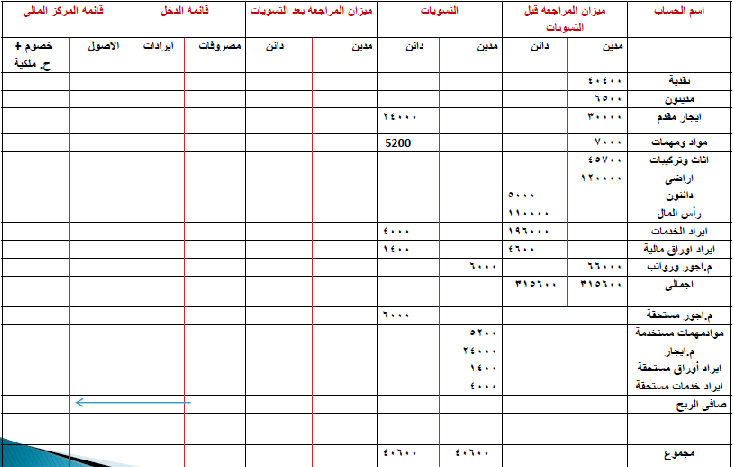 اسم الحساب ميزان المراجعه قبل التسويات التسويات ميزان المراجعه بعد التسويات قائمه الدخل قائمه المركز المالى
مدين دائن مدين دائن مدين دائن مصروفات ايرادات الاصول خصوم + ح. ملكية
نقدية ٤٠٤٠٠
مدينون ٦٥٠٠
ايجار مقدم ٣٠٠٠٠ ٢٤٠٠٠
مواد ومهمات ٧٠٠٠ 5200
اثاث وتركيبات ٤٥٧٠٠
اراضى ١٢٠٠٠٠
دائنون ٥٠٠٠
رأس المال ١١٠٠٠٠
ايراد الخدمات ١٩٦٠٠٠ ٤٠٠٠
ايراد اوراق مالية ٤٦٠٠ ١٤٠٠
م.اجور ورواتب ٦٦٠٠٠ ٦٠٠٠
اجمالى ٣١٥٦٠٠ ٣١٥٦٠٠
م.اجور مستحقة ٦٠٠٠
موادمهمات مستخدمة ٥٢٠٠
م.ايجار ٢٤٠٠٠
ايراد أوراق مستحقة ١٤٠٠
ايراد خدمات مستحقة ٤٠٠٠
صافى الربح
مجموع ٤٠٦٠٠ ٤٠٦٠٠